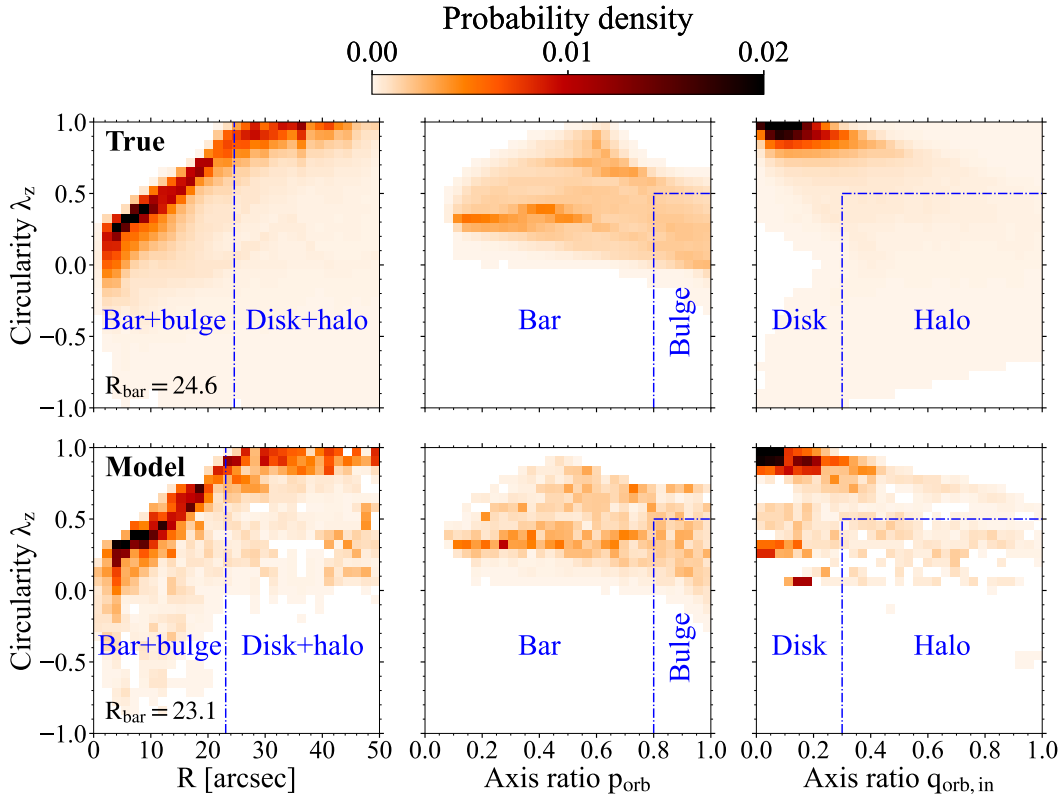 Probability density
0.00 0.01 0.02
1.0 0.5 0.0 −0.5 −1.0
Circularity λz
True
Bar+bulge Disk+halo
Rbar = 24.6
Bar
Bulge
Disk
Halo
1.0 0.5 0.0 −0.5 −1.0
Circularity λz
Model
Bar+bulge Disk+halo
Rbar = 23.1
Bar
Bulge
Disk
Halo
0 10 20 30 40 50
0.0 0.2 0.4 0.6 0.8 1.0
0.0 0.2 0.4 0.6 0.8 1.0
R [arcsec]
Axis ratio porb
Axis ratio qorb, in